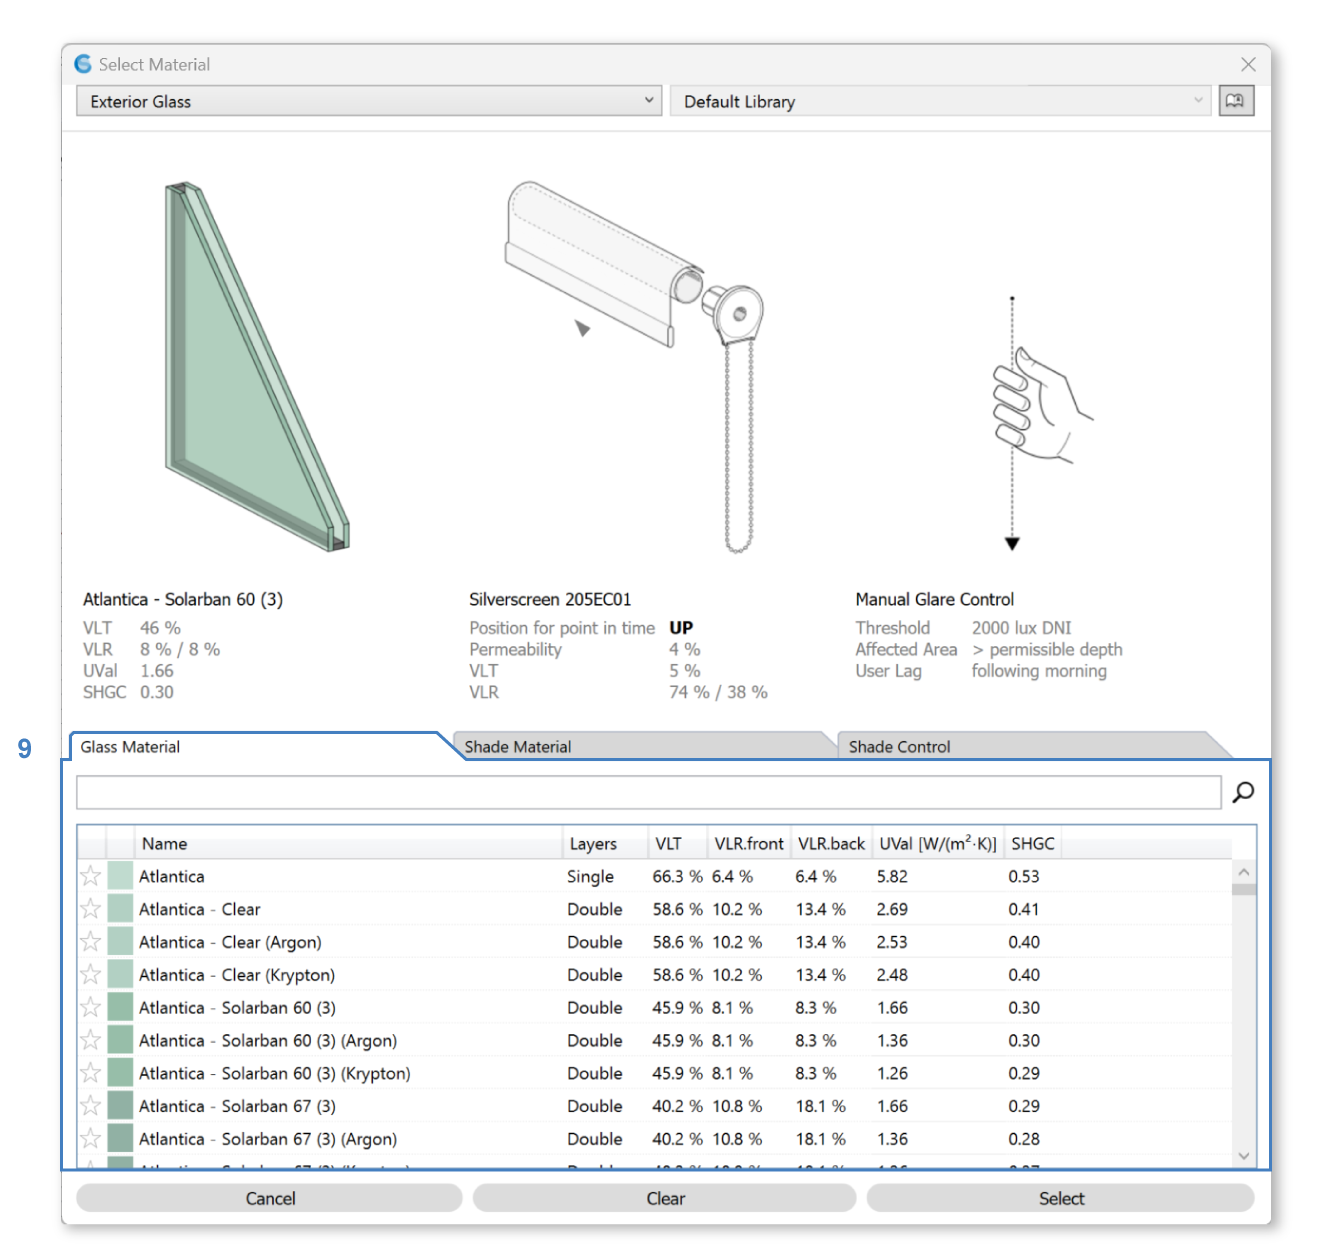 Select Material
Exterior Glass
Default Library
Atlantica - Solarban 60 (3)
VLT 46 %
VLR 8 % / 8 %
UVal 1.66
SHGC 0.30
Silverscreen 205EC01
Position for point in time UP
Permeability 4 %
VLT 5 %
VLR 74 % / 38 %
Manual Glare Control
Threshold 2000 lux DNI
Affected Area > permissible depth
User Lag following morning
9
Glass Material
Shade Material
Shade Control
Name Layers VLT VLR.front VLR.back UVal [W/(m²·K)] SHGC
Atlantica Single 66.3 % 6.4 % 6.4 % 5.82 0.53
Atlantica - Clear Double 58.6 % 10.2 % 13.4 % 2.69 0.41
Atlantica - Clear (Argon) Double 58.6 % 10.2 % 13.4 % 2.53 0.40
Atlantica - Clear (Krypton) Double 58.6 % 10.2 % 13.4 % 2.48 0.40
Atlantica - Solarban 60 (3) Double 45.9 % 8.1 % 8.3 % 1.66 0.30
Atlantica - Solarban 60 (3) (Argon) Double 45.9 % 8.1 % 8.3 % 1.36 0.30
Atlantica - Solarban 60 (3) (Krypton) Double 45.9 % 8.1 % 8.3 % 1.26 0.29
Atlantica - Solarban 67 (3) Double 40.2 % 10.8 % 18.1 % 1.66 0.29
Atlantica - Solarban 67 (3) (Argon) Double 40.2 % 10.8 % 18.1 % 1.36 0.28
Cancel
Clear
Select